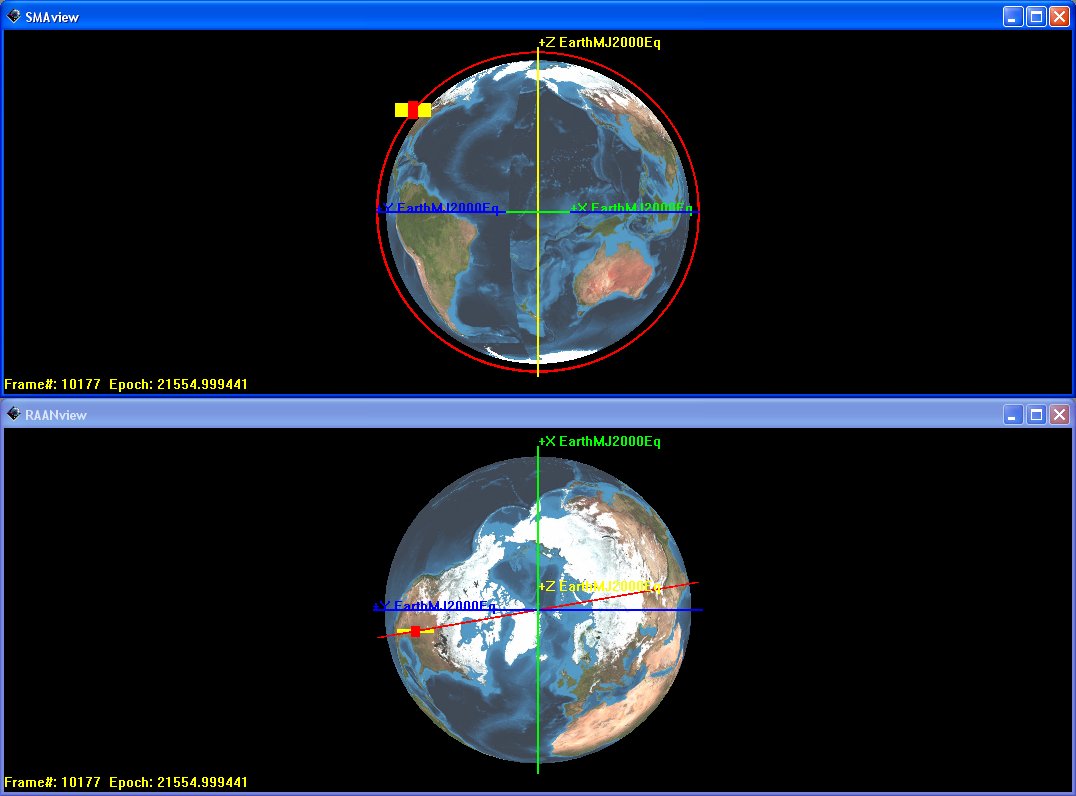 SMAview
+Z EarthMJ2000Eq
+Y EarthMJ2000Eq
+X EarthMJ2000Eq
Frame#: 10177 Epoch: 21554.999441
RAANview
+X EarthMJ2000Eq
+Z EarthMJ2000Eq
+Y EarthMJ2000Eq
Frame#: 10177 Epoch: 21554.999441